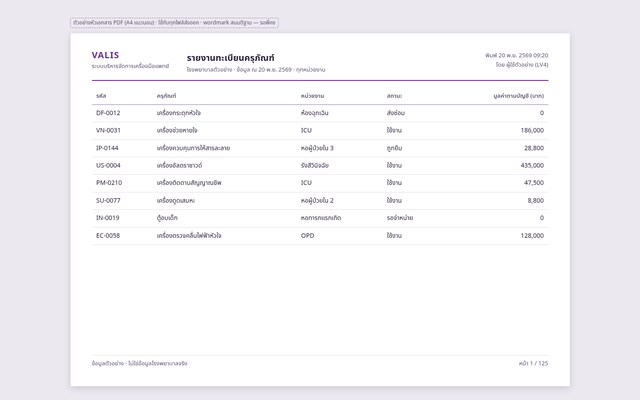 ตัวอย่างหัวเอกสาร PDF (A4 แนวนอน) · ใช้กับทุกไฟล์ส่งออก · wordmark สมมติฐาน — รอฟีดแ
VALIS
ระบบบริหารจัดการเครื่องมือแพทย์
รายงานทะเบียนครุภัณฑ์
โรงพยาบาลตัวอย่าง · ข้อมูล ณ 20 พ.ย. 2569 · ทุกหน่วยงาน
พิมพ์ 20 พ.ย. 2569 09:20
โดย ผู้ใช้ตัวอย่าง (LV4)
รหัส ครุภัณฑ์ หน่วยงาน สถานะ มูลค่าทางบัญชี (บาท)
DF-0012 เครื่องกระตุกหัวใจ ห้องฉุกเฉิน ส่งซ่อม 0
VN-0031 เครื่องช่วยหายใจ ICU ใช้งาน 186,000
IP-0144 เครื่องควบคุมการให้สารละลาย หอผู้ป่วยใน 3 ถูกยืม 28,800
US-0004 เครื่องอัลตราซาวด์ รังสีวินิจฉัย ใช้งาน 435,000
PM-0210 เครื่องติดตามสัญญาณชีพ ICU ใช้งาน 47,500
SU-0077 เครื่องดูดเสมหะ หอผู้ป่วยใน 2 ใช้งาน 8,800
IN-0019 ตู้อบเด็ก หอทารกแรกเกิด รอจำหน่าย 0
EC-0058 เครื่องตรวจคลื่นไฟฟ้าหัวใจ OPD ใช้งาน 128,000
ข้อมูลตัวอย่าง · ไม่ใช่ข้อมูลโรงพยาบาลจริง
หน้า 1 / 125